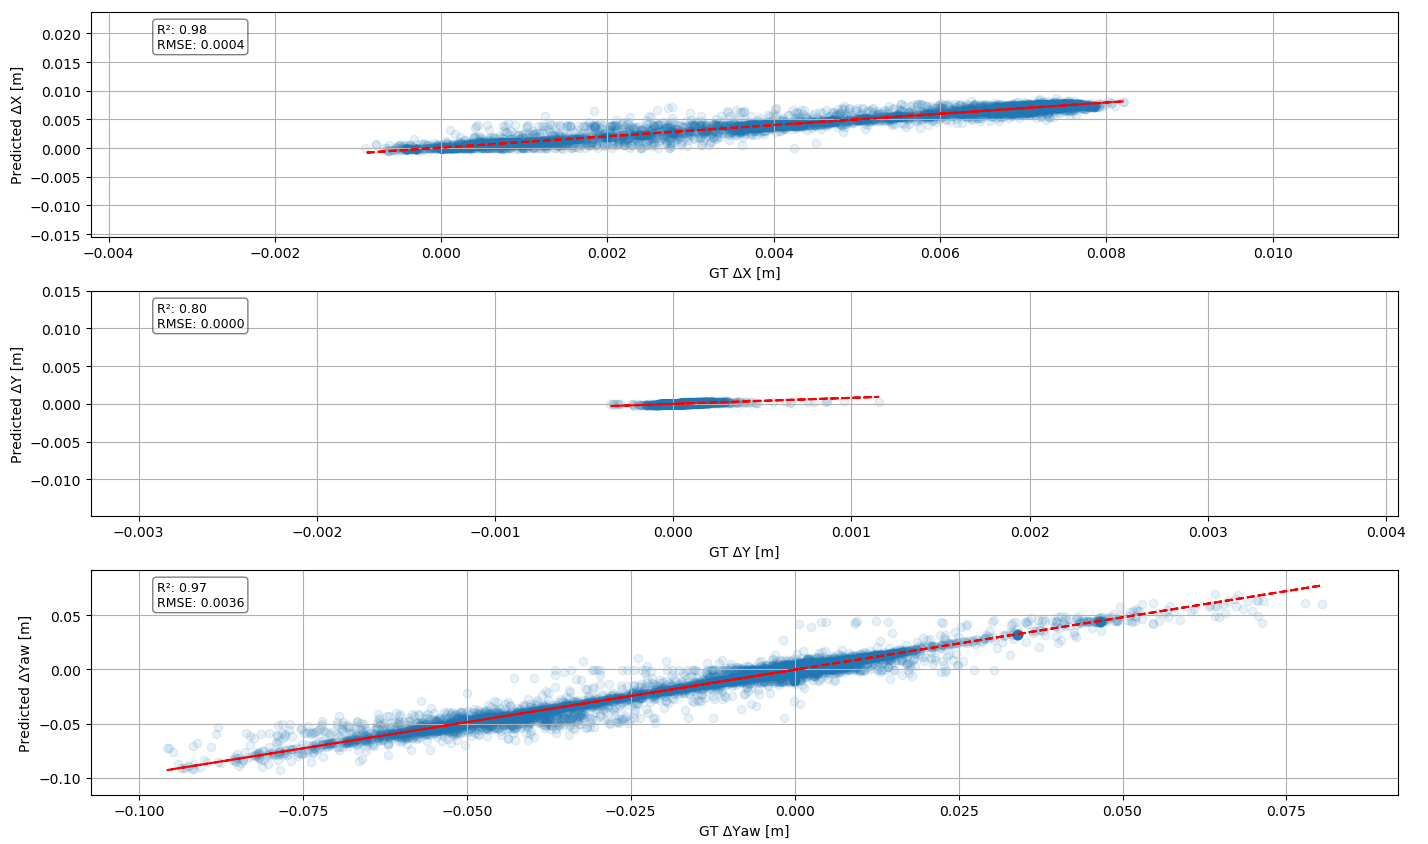 R²: 0.98
RMSE: 0.0004
Predicted ΔX [m]
0.020
0.015
0.010
0.005
0.000
−0.005
−0.010
−0.015
−0.004 −0.002 0.000 0.002 0.004 0.006 0.008 0.010
GT ΔX [m]
R²: 0.80
RMSE: 0.0000
Predicted ΔY [m]
0.015
0.010
0.005
0.000
−0.005
−0.010
−0.003 −0.002 −0.001 0.000 0.001 0.002 0.003 0.004
GT ΔY [m]
R²: 0.97
RMSE: 0.0036
Predicted ΔYaw [m]
0.05
0.00
−0.05
−0.10
−0.100 −0.075 −0.050 −0.025 0.000 0.025 0.050 0.075
GT ΔYaw [m]